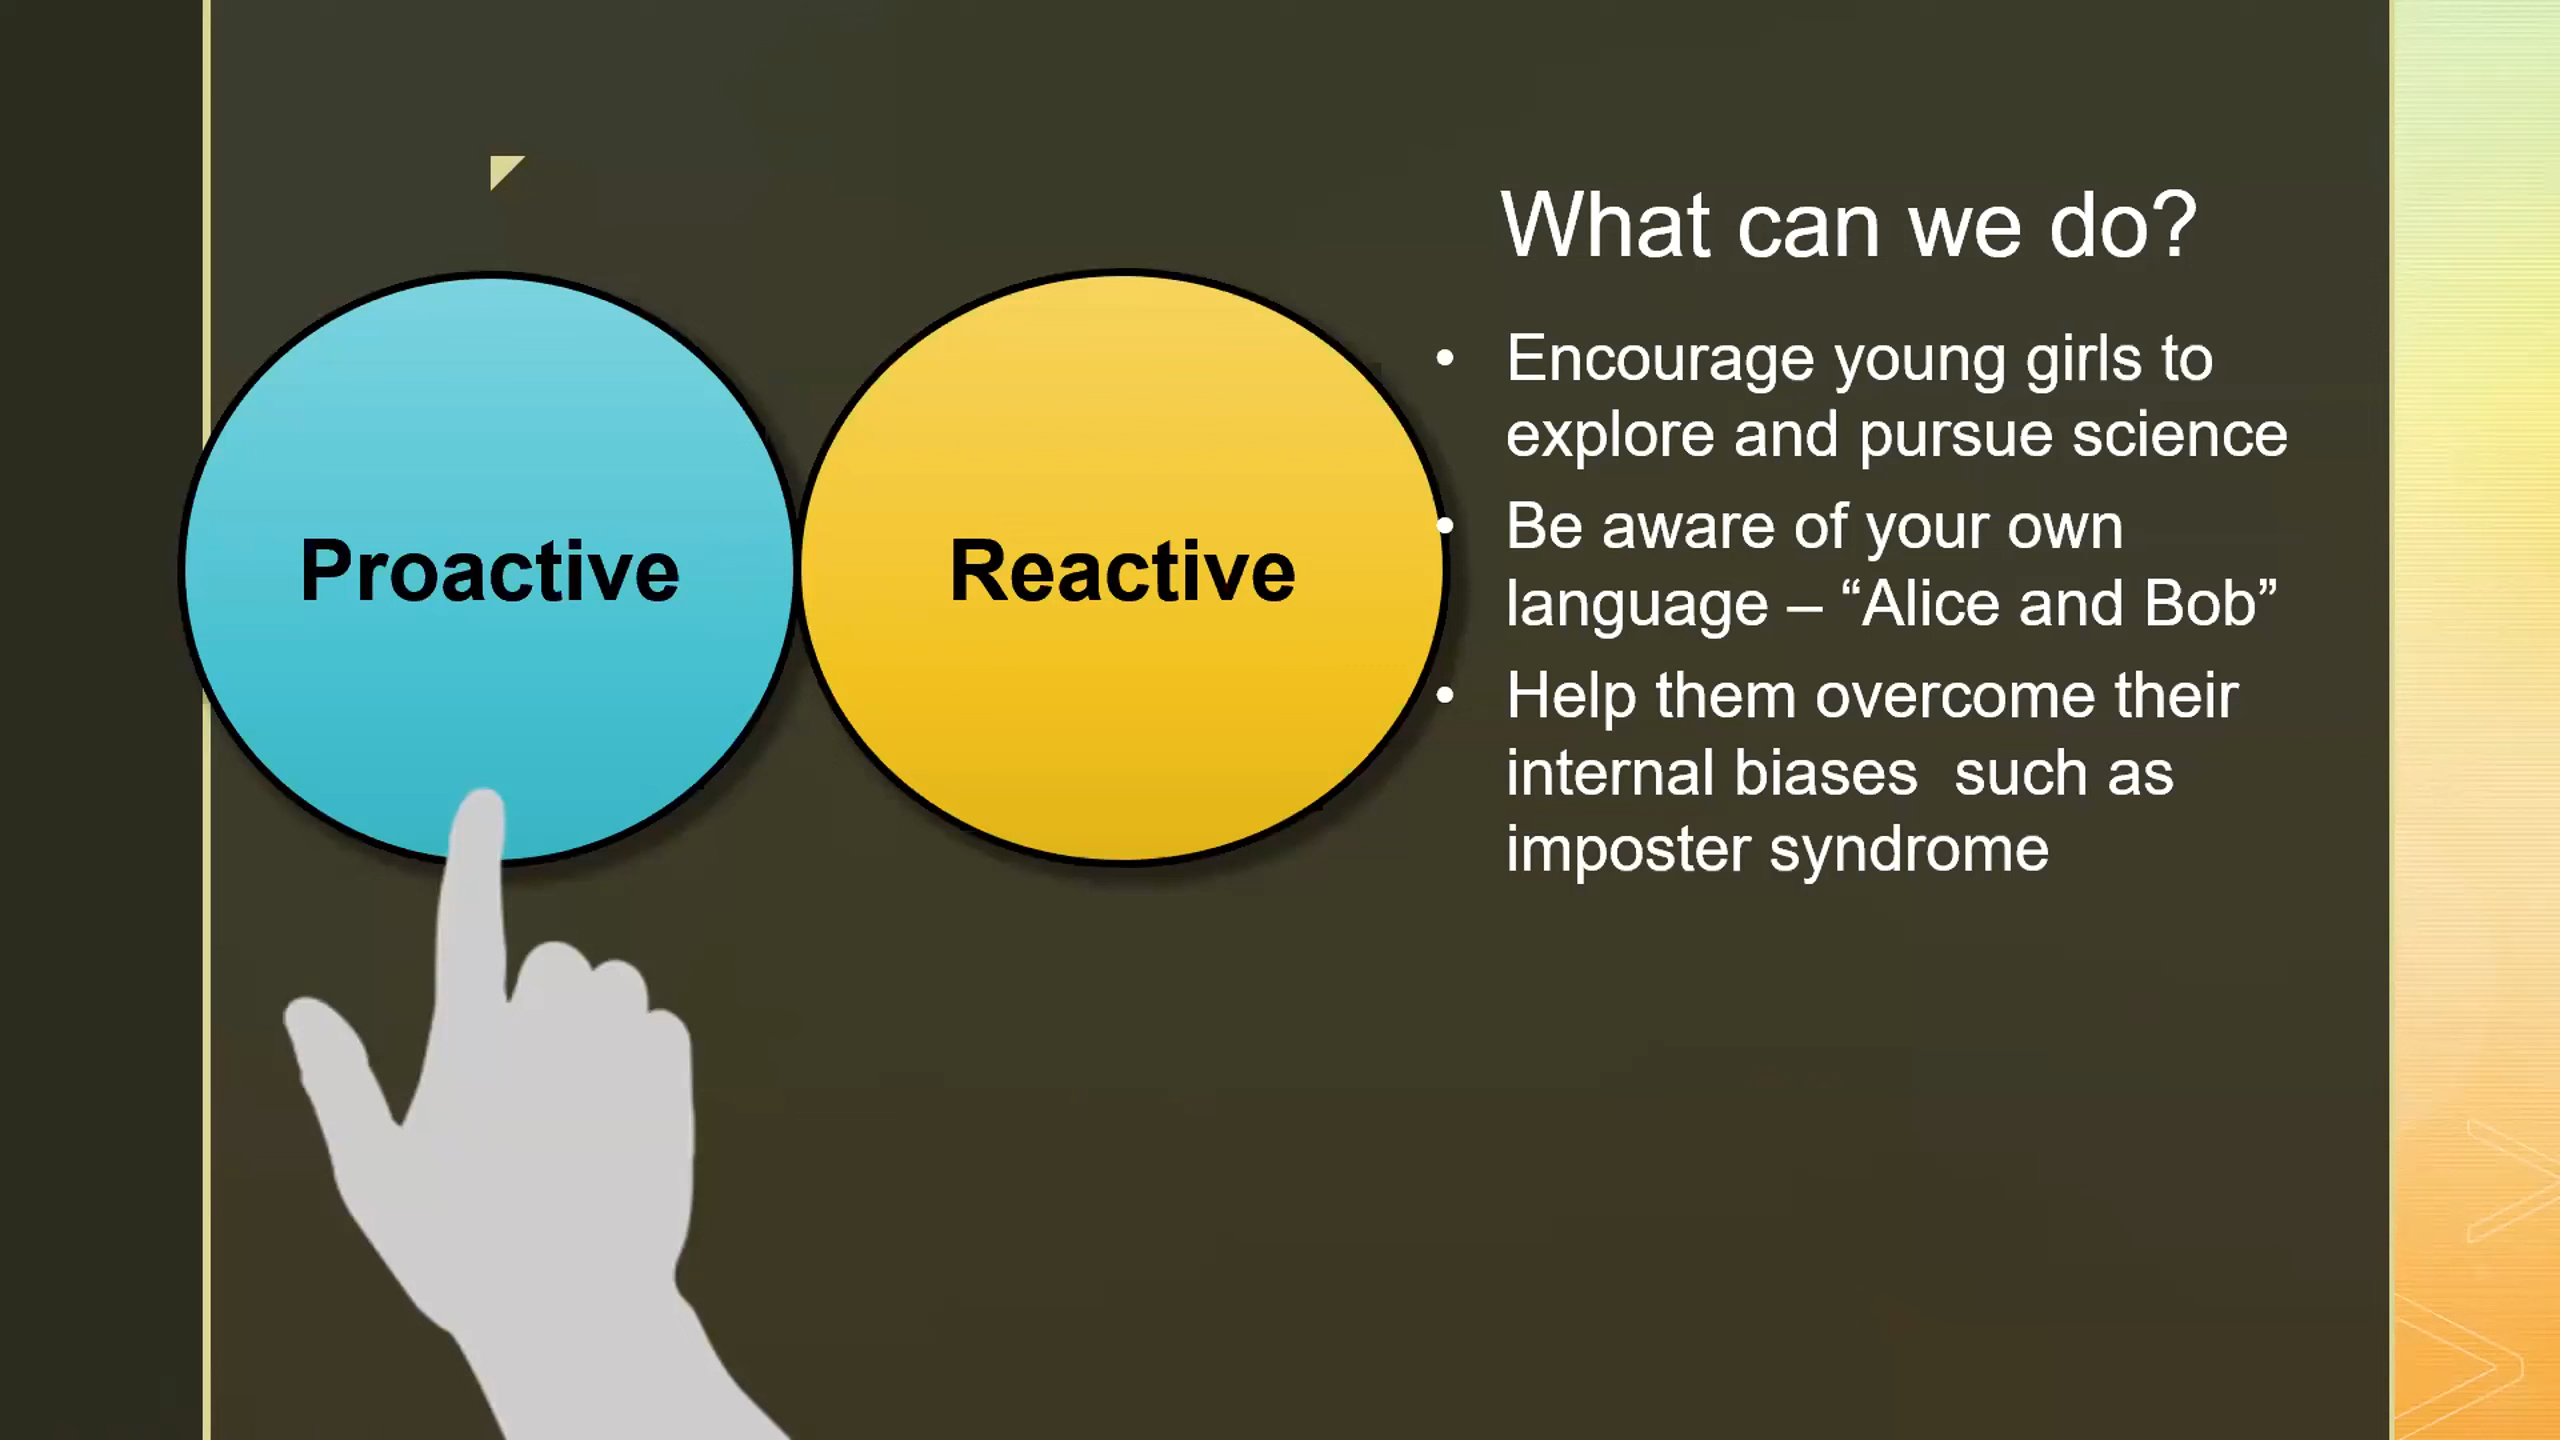 Proactive
Reactive
What can we do?
• Encourage young girls to
explore and pursue science
• Be aware of your own
language – “Alice and Bob”
• Help them overcome their
internal biases  such as
imposter syndrome